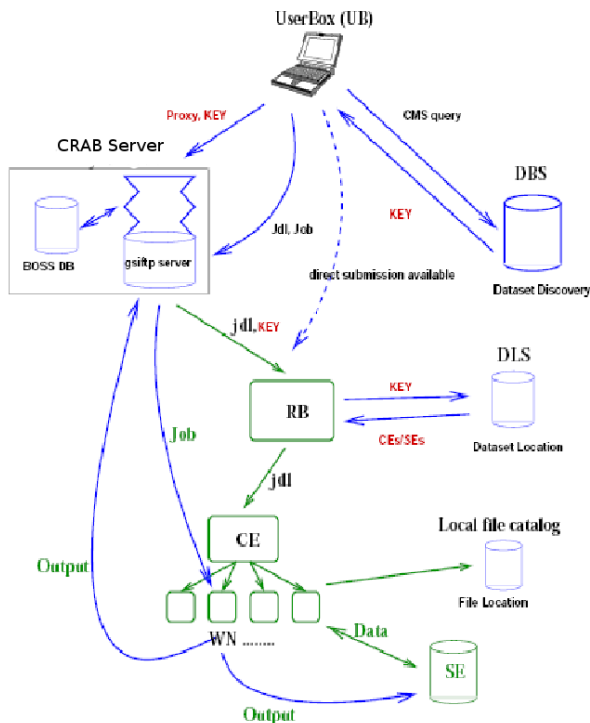 UserBox (UB)
Proxy, KEY
CMS query
CRAB Server
DBS
KEY
Jdl, Job
BOSS DB
gsiftp server
direct submission available
Dataset Discovery
jdl,KEY
DLS
KEY
RB
CEs/SEs
Job
Dataset Location
jdl
Local file catalog
CE
Output
File Location
Data
WN ........
SE
Output